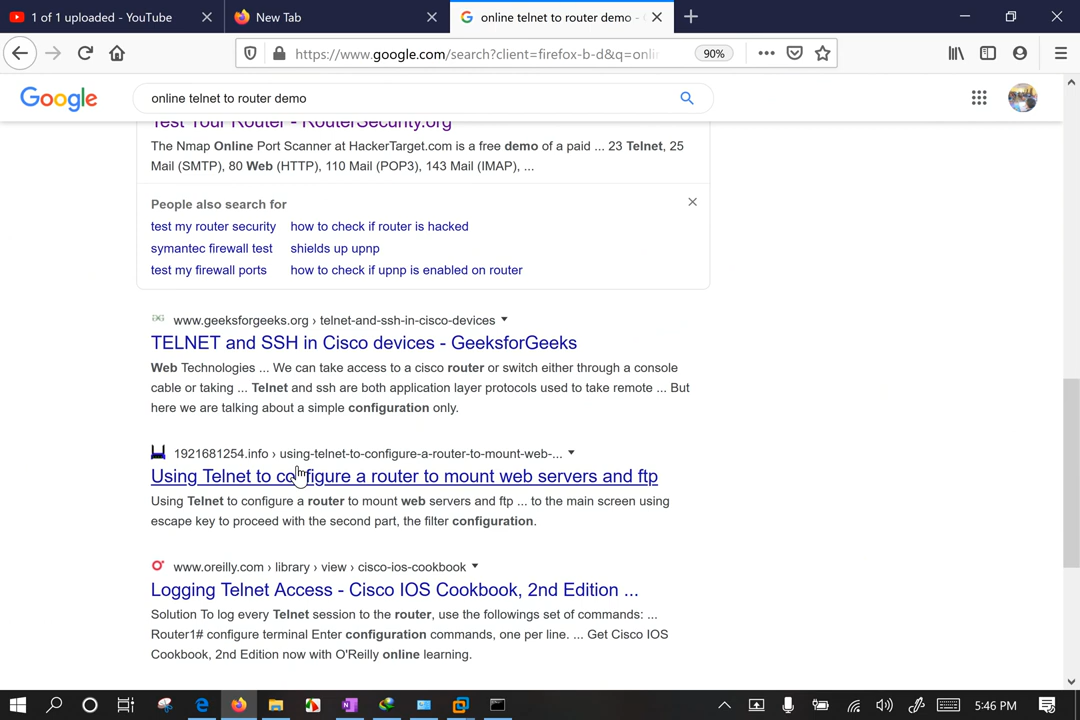 1 of 1 uploaded - YouTube
New Tab
online telnet to router demo -
https://www.google.com/search?client=firefox-b-d&q=onli
90%
Google
online telnet to router demo
Test Your Router - RouterSecurity.org
The Nmap Online Port Scanner at HackerTarget.com is a free demo of a paid ... 23 Telnet, 25
Mail (SMTP), 80 Web (HTTP), 110 Mail (POP3), 143 Mail (IMAP), ...
People also search for
test my router security
how to check if router is hacked
symantec firewall test
shields up upnp
test my firewall ports
how to check if upnp is enabled on router
www.geeksforgeeks.org › telnet-and-ssh-in-cisco-devices
TELNET and SSH in Cisco devices - GeeksforGeeks
Web Technologies ... We can take access to a cisco router or switch either through a console
cable or taking ... Telnet and ssh are both application layer protocols used to take remote ... But
here we are talking about a simple configuration only.
1921681254.info › using-telnet-to-configure-a-router-to-mount-web-...
Using Telnet to configure a router to mount web servers and ftp
Using Telnet to configure a router to mount web servers and ftp ... to the main screen using
escape key to proceed with the second part, the filter configuration.
www.oreilly.com › library › view › cisco-ios-cookbook
Logging Telnet Access - Cisco IOS Cookbook, 2nd Edition ...
Solution To log every Telnet session to the router, use the followings set of commands: ...
Router1# configure terminal Enter configuration commands, one per line. ... Get Cisco IOS
Cookbook, 2nd Edition now with O'Reilly online learning.
5:46 PM